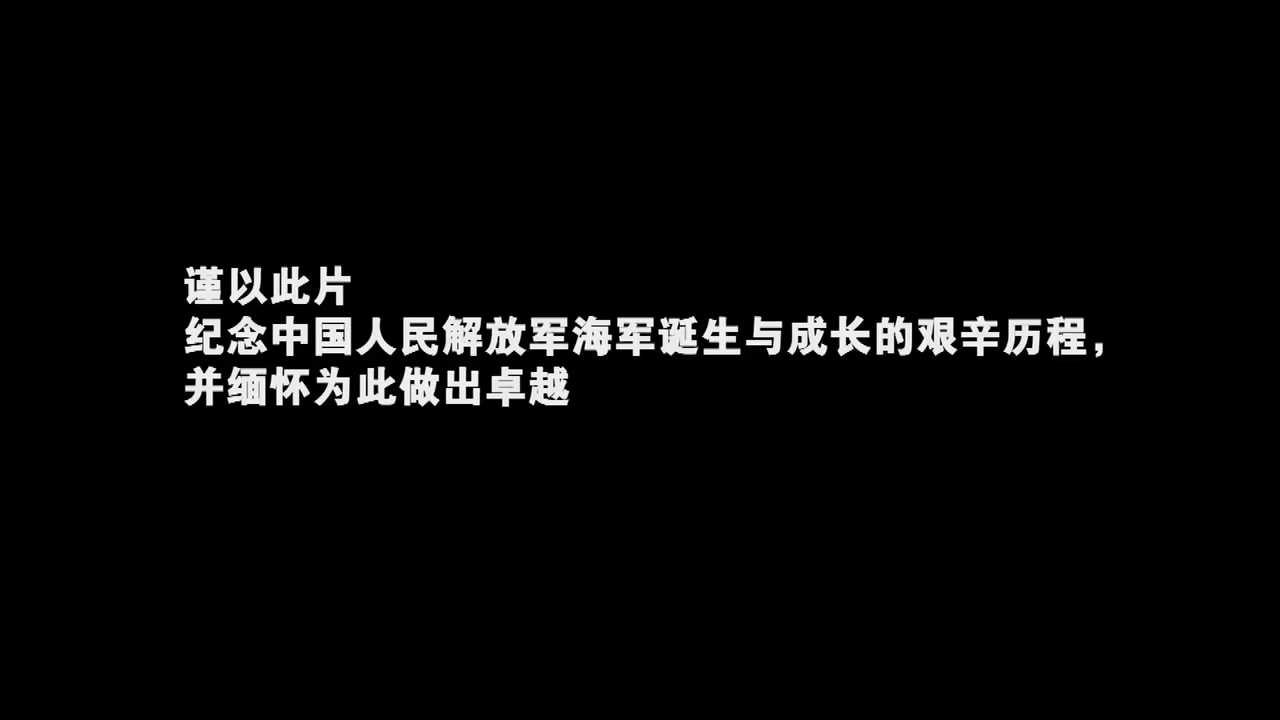 谨以此片
纪念中国人民解放军海军诞生与成长的艰辛历程，
并缅怀为此做出卓越